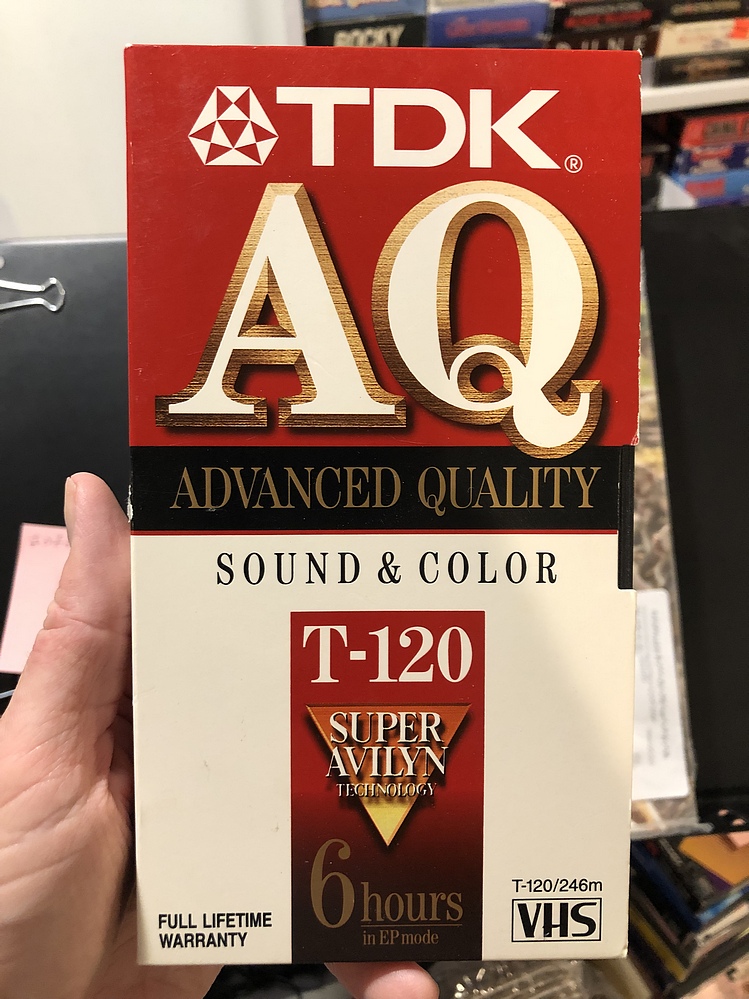 ROCKY
DUNE
TDK®
AQ
ADVANCED QUALITY
SOUND & COLOR
T-120
SUPER
AVILYN
TECHNOLOGY
6 hours
in EP mode
FULL LIFETIME
WARRANTY
T-120/246m
VHS